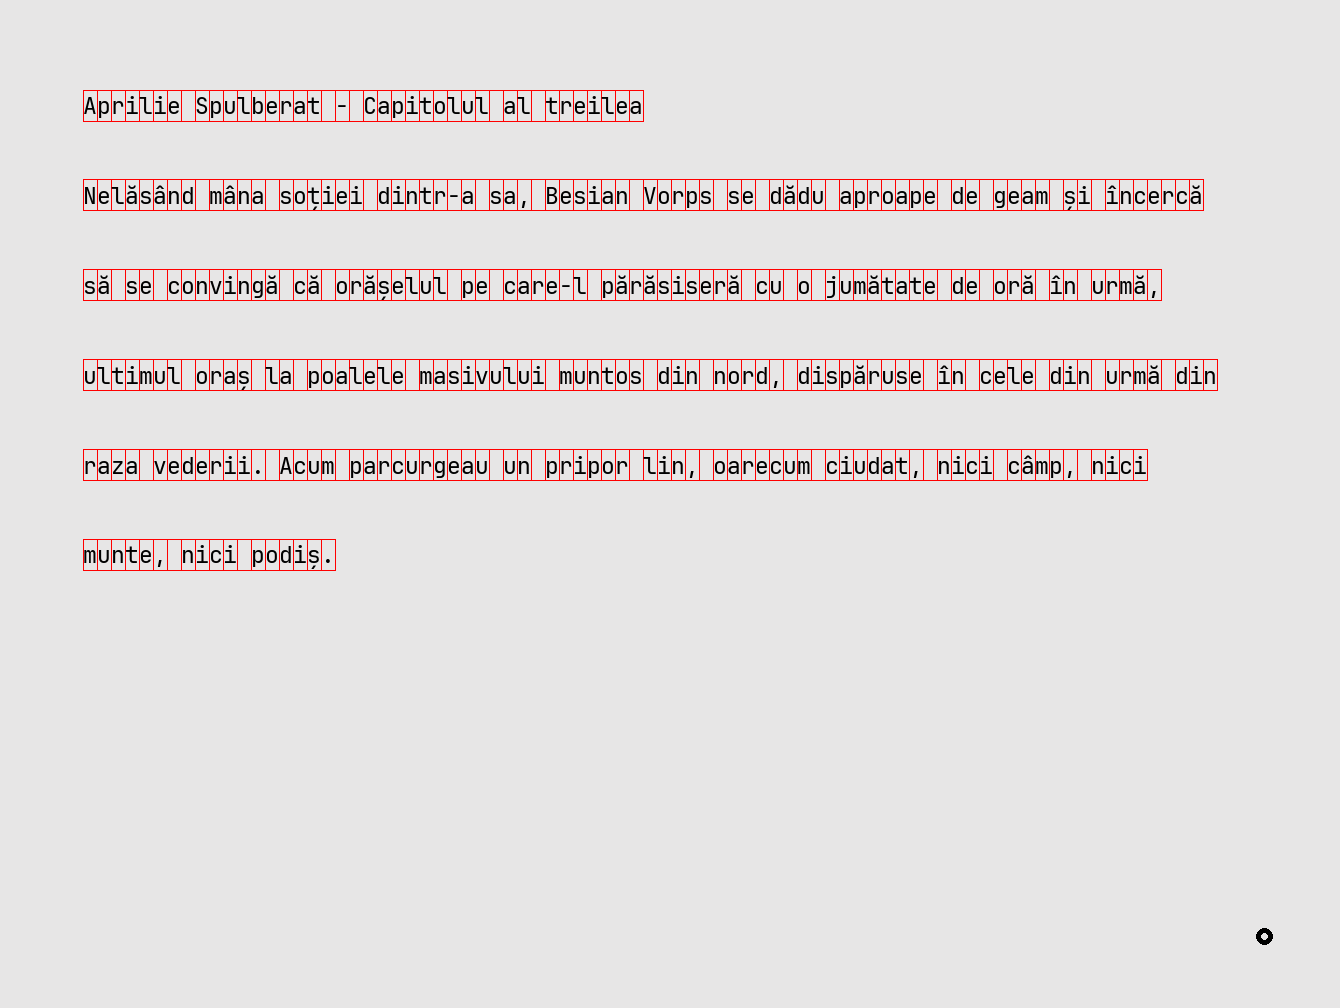 Aprilie Spulberat - Capitolul al treilea
Nelăsând mâna soției dintr-a sa, Besian Vorps se dădu aproape de geam și încercă
să se convingă că orășelul pe care-l părăsiseră cu o jumătate de oră în urmă,
ultimul oraș la poalele masivului muntos din nord, dispăruse în cele din urmă din
raza vederii. Acum parcurgeau un pripor lin, oarecum ciudat, nici câmp, nici
munte, nici podiș.